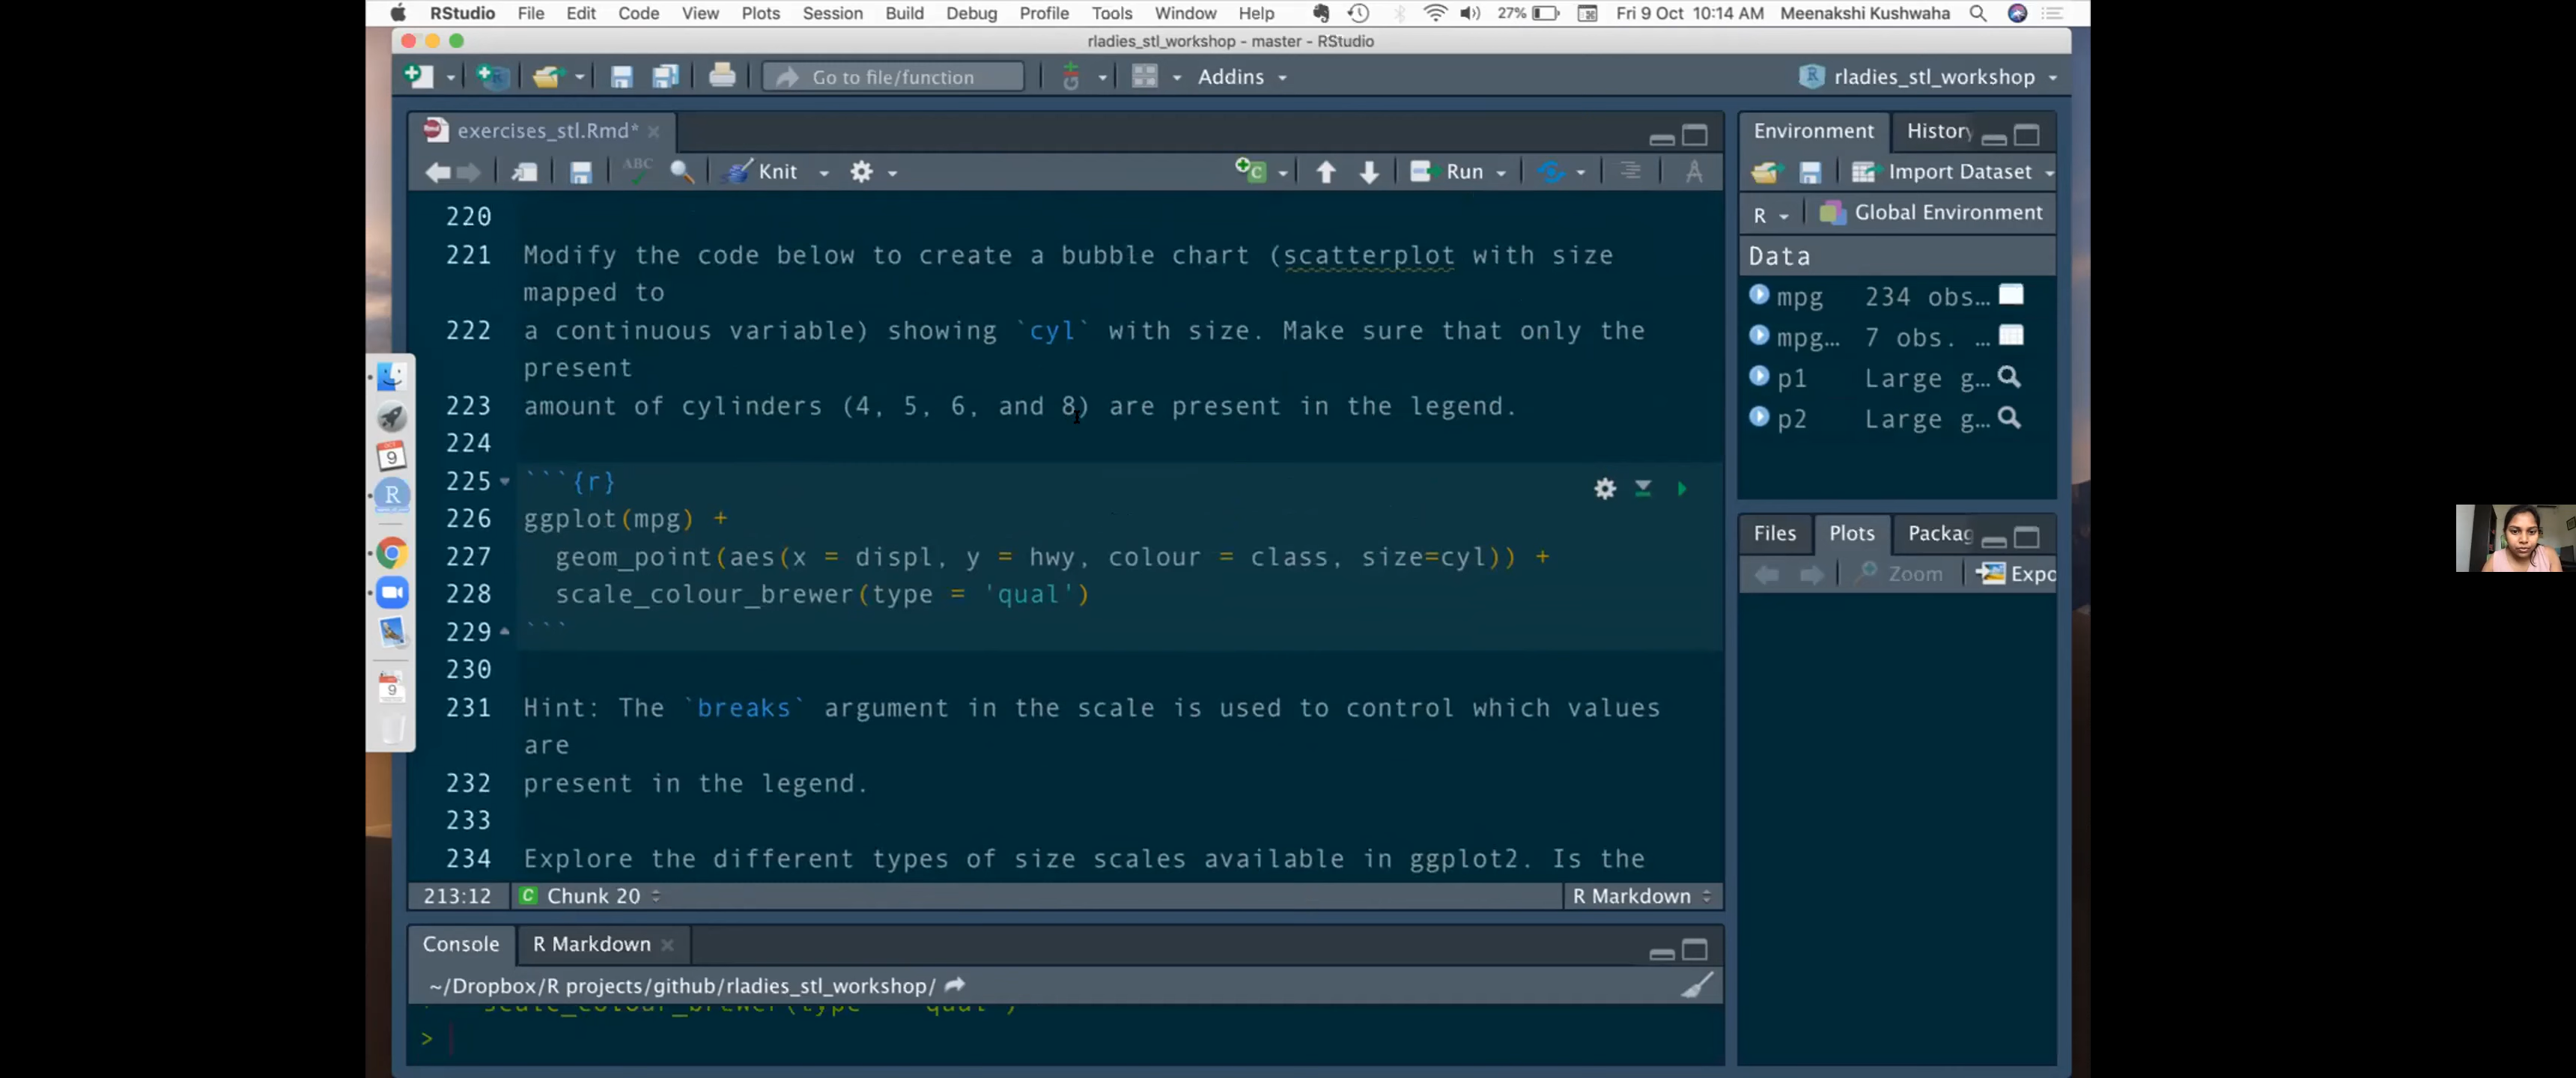 RStudio File Edit Code View Plots Session Build Debug Profile Tools Window Help 27% Fri 9 Oct 10:14 AM Meenakshi Kushwaha
rladies_stl_workshop - master - RStudio
Go to file/function Addins rladies_stl_workshop
exercises_stl.Rmd*
ABC Knit Run
220
221 Modify the code below to create a bubble chart (scatterplot with size
mapped to
222 a continuous variable) showing `cyl` with size. Make sure that only the
present
223 amount of cylinders (4, 5, 6, and 8) are present in the legend.
224
225 ```{r}
226 ggplot(mpg) +
227 geom_point(aes(x = displ, y = hwy, colour = class, size=cyl)) +
228 scale_colour_brewer(type = 'qual')
229 ```
230
231 Hint: The `breaks` argument in the scale is used to control which values
are
232 present in the legend.
233
234 Explore the different types of size scales available in ggplot2. Is the
213:12 C Chunk 20 R Markdown
Console R Markdown
~/Dropbox/R projects/github/rladies_stl_workshop/
>
Environment History
Import Dataset
R Global Environment
Data
mpg 234 obs…
mpg… 7 obs. …
p1 Large g…
p2 Large g…
Files Plots Packag
Zoom Expo
OCT
9
R
9